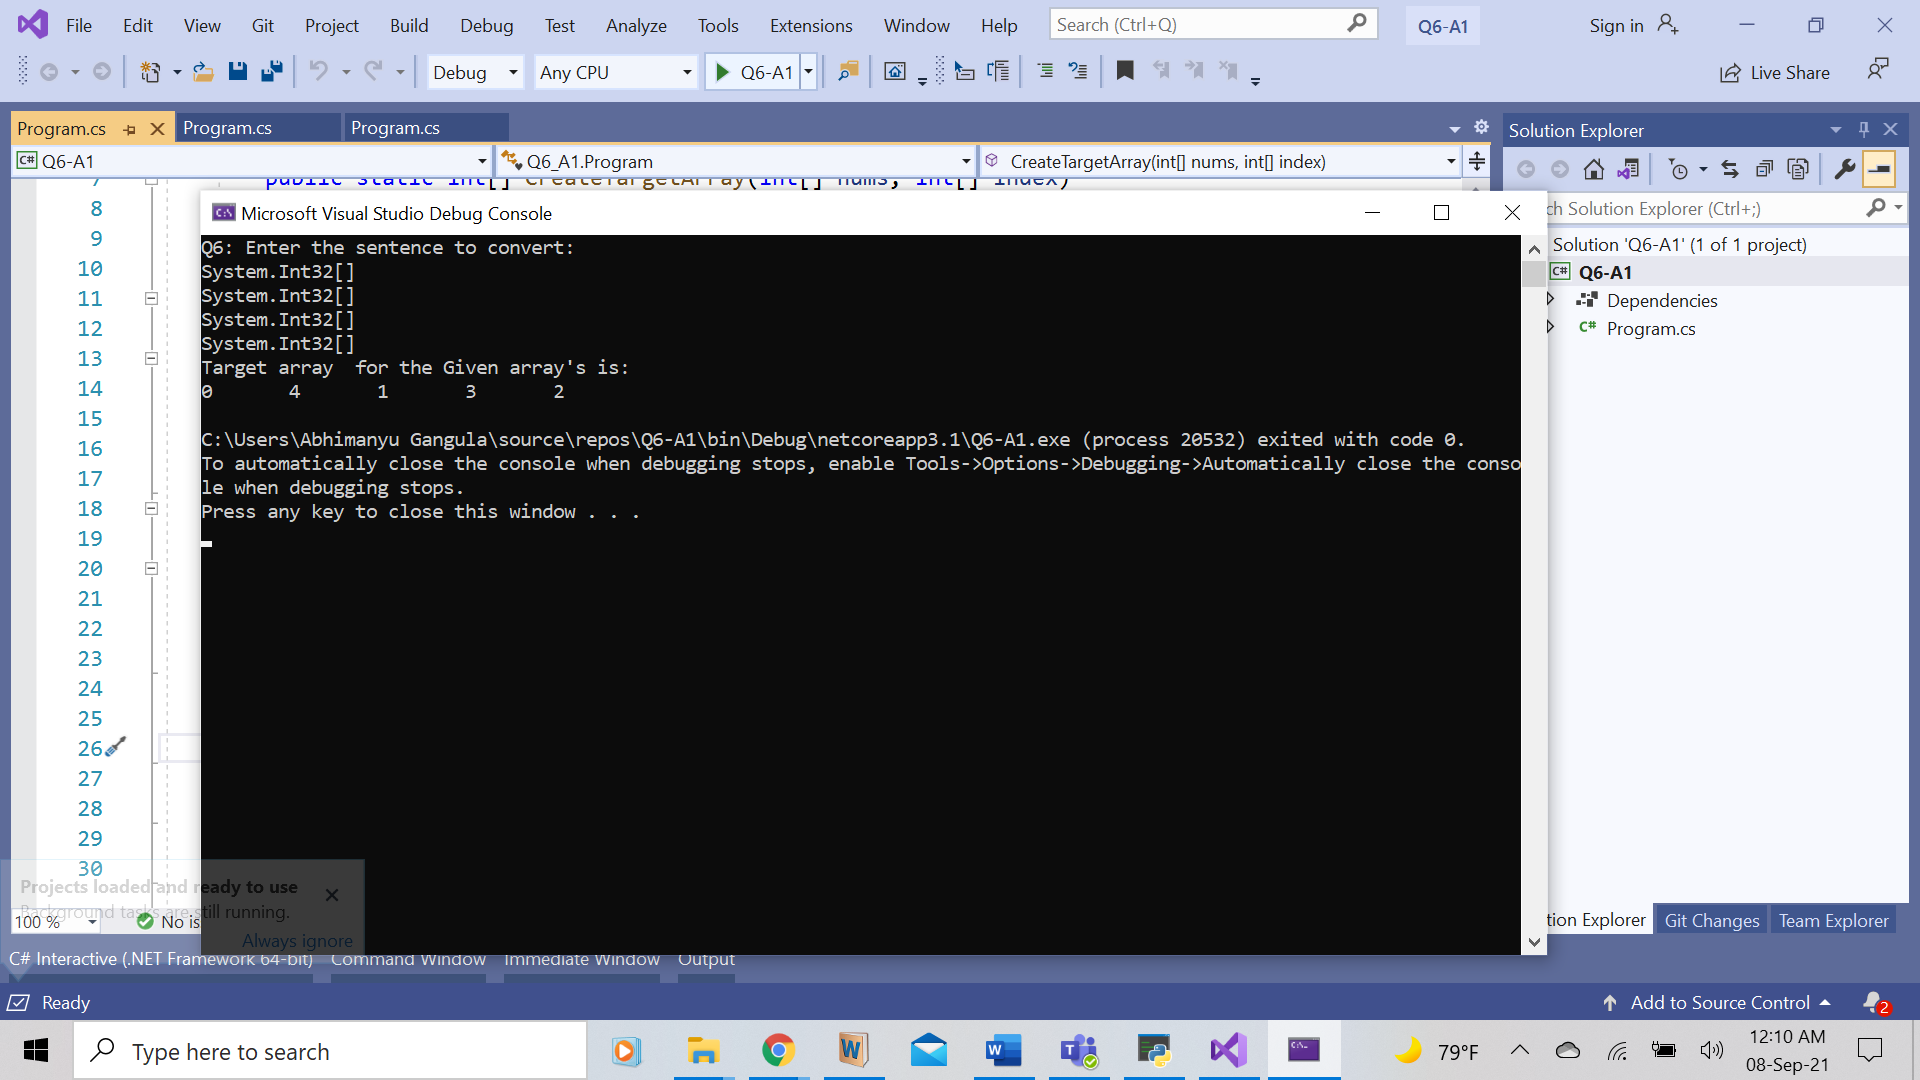 File Edit View Git Project Build Debug Test Analyze Tools Extensions Window Help Search (Ctrl+Q) Q6-A1 Sign in
Debug Any CPU Q6-A1 Live Share
Program.cs Program.cs Program.cs
C# Q6-A1 Q6_A1.Program CreateTargetArray(int[] nums, int[] index)
7 public static int[] CreateTargetArray(int[] nums, int[] index)
8
9
10
11
12
13
14
15
16
17
18
19
20
21
22
23
24
25
26
27
28
29
30
Microsoft Visual Studio Debug Console
Q6: Enter the sentence to convert:
System.Int32[]
System.Int32[]
System.Int32[]
System.Int32[]
Target array  for the Given array's is:
0 4 1 3 2
C:\Users\Abhimanyu Gangula\source\repos\Q6-A1\bin\Debug\netcoreapp3.1\Q6-A1.exe (process 20532) exited with code 0.
To automatically close the console when debugging stops, enable Tools->Options->Debugging->Automatically close the conso
le when debugging stops.
Press any key to close this window . . .
Solution Explorer
ch Solution Explorer (Ctrl+;)
Solution 'Q6-A1' (1 of 1 project)
C# Q6-A1
Dependencies
C# Program.cs
Projects loaded and ready to use
Background tasks are still running.
Always ignore
100 % No is
tion Explorer Git Changes Team Explorer
C# Interactive (.NET Framework 64-bit) Command Window Immediate Window Output
Ready Add to Source Control 2
Type here to search 79°F 12:10 AM
08-Sep-21